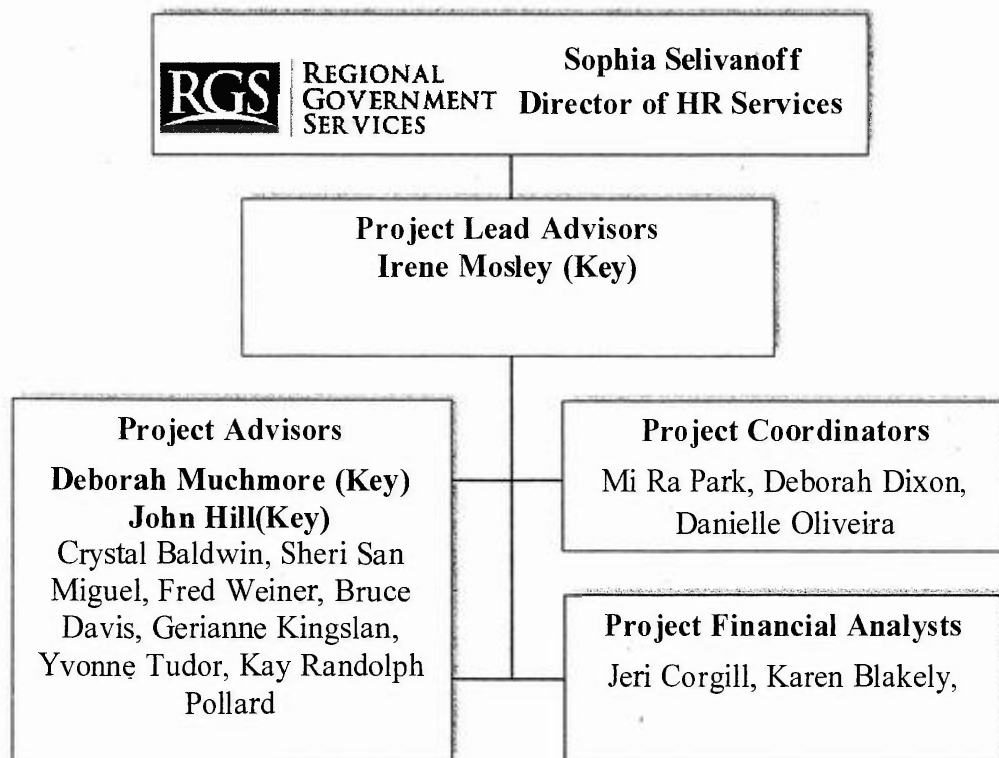 RGS
REGIONAL
GOVERNMENT
SERVICES
Sophia Selivanoff
Director of HR Services
Project Lead Advisors
Irene Mosley (Key)
Project Advisors
Deborah Muchmore (Key)
John Hill(Key)
Crystal Baldwin, Sheri San
Miguel, Fred Weiner, Bruce
Davis, Gerianne Kingslan,
Yvonne Tudor, Kay Randolph
Pollard
Project Coordinators
Mi Ra Park, Deborah Dixon,
Danielle Oliveira
Project Financial Analysts
Jeri Corgill, Karen Blakely,